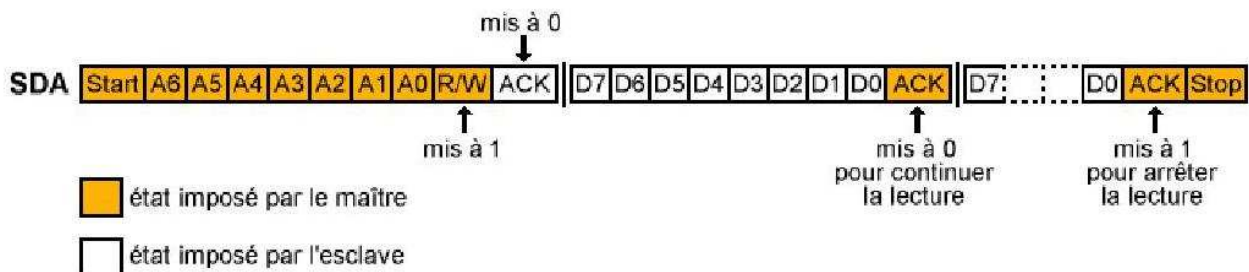 mis à 0
SDA Start A6 A5 A4 A3 A2 A1 A0 R/W ACK D7 D6 D5 D4 D3 D2 D1 D0 ACK D7 D0 ACK Stop
mis à 1
mis à 0
pour continuer
la lecture
mis à 1
pour arrêter
la lecture
état imposé par le maître
état imposé par l'esclave